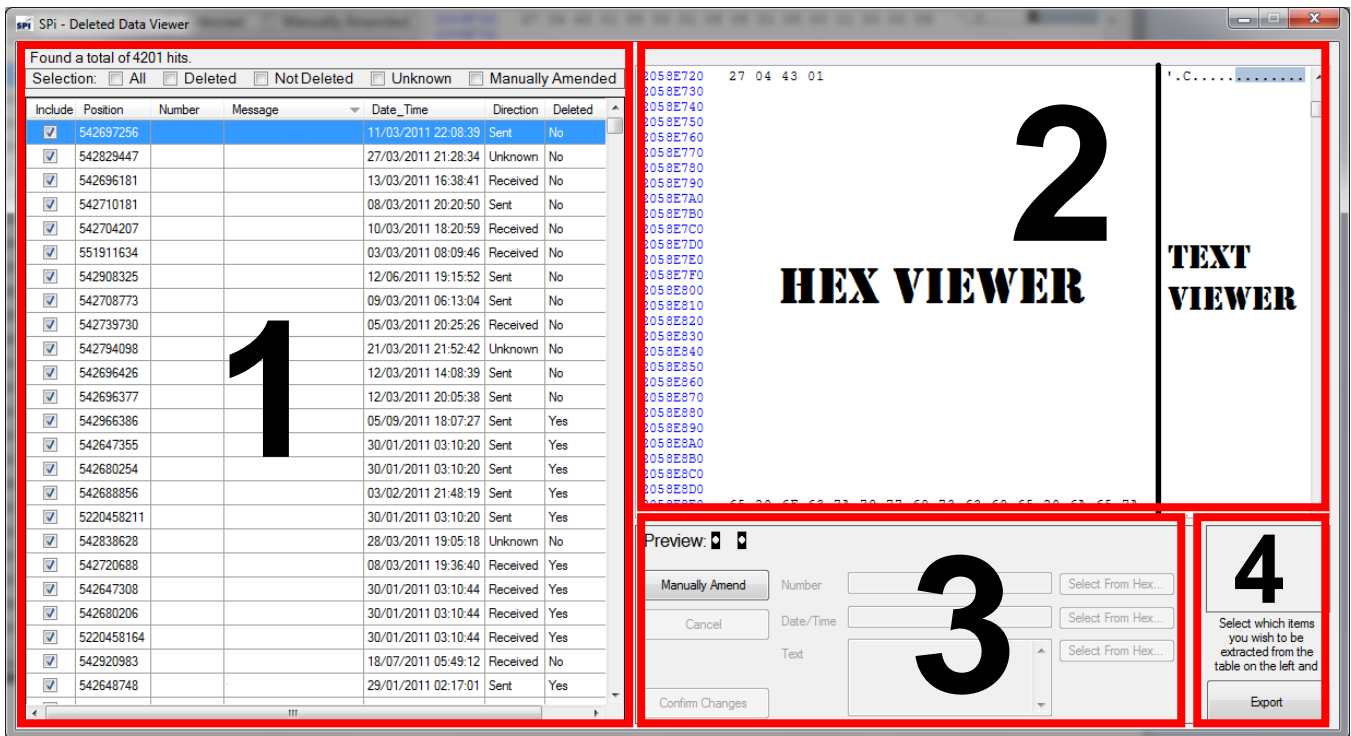 SPi - Deleted Data Viewer
Found a total of 4201 hits.
Selection: All Deleted Not Deleted Unknown Manually Amended
Include Position Number Message Date_Time Direction Deleted
542697256 11/03/2011 22:08:39 Sent No
542829447 27/03/2011 21:28:34 Unknown No
542696181 13/03/2011 16:38:41 Received No
542710181 08/03/2011 20:20:50 Sent No
542704207 10/03/2011 18:20:59 Received No
551911634 03/03/2011 08:09:46 Received No
542908325 12/06/2011 19:15:52 Sent No
542708773 09/03/2011 06:13:04 Sent No
542739730 05/03/2011 20:25:26 Received No
542794098 21/03/2011 21:52:42 Unknown No
542696426 12/03/2011 14:08:39 Sent No
542696377 12/03/2011 20:05:38 Sent No
542966386 05/09/2011 18:07:27 Sent Yes
542647355 30/01/2011 03:10:20 Sent Yes
542680254 30/01/2011 03:10:20 Sent Yes
542688856 03/02/2011 21:48:19 Sent Yes
5220458211 30/01/2011 03:10:20 Sent Yes
542838628 28/03/2011 19:05:18 Unknown No
542720688 08/03/2011 19:36:40 Received Yes
542647308 30/01/2011 03:10:44 Received Yes
542680206 30/01/2011 03:10:44 Received Yes
5220458164 30/01/2011 03:10:44 Received Yes
542920983 18/07/2011 05:49:12 Received No
542648748 29/01/2011 02:17:01 Sent Yes
1
2058E720 27 04 43 01 '.C.............
2058E730
2058E740
2058E750
2058E760
2058E770
2058E780
2058E790
2058E7A0
2058E7B0
2058E7C0
2058E7D0
2058E7E0
2058E7F0
2058E800
2058E810
2058E820
2058E830
2058E840
2058E850
2058E860
2058E870
2058E880
2058E890
2058E8A0
2058E8B0
2058E8C0
2058E8D0
2
HEX VIEWER
TEXT
VIEWER
Preview:
Manually Amend Number Select From Hex...
Cancel Date/Time Select From Hex...
Text Select From Hex...
Confirm Changes
3
4
Select which items
you wish to be
extracted from the
table on the left and
Export